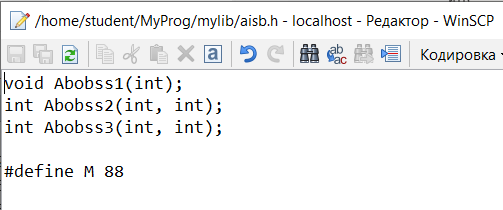 /home/student/MyProg/mylib/aisb.h - localhost - Редактор - WinSCP
Кодировка
void Abobss1(int);
int Abobss2(int, int);
int Abobss3(int, int);
#define M 88